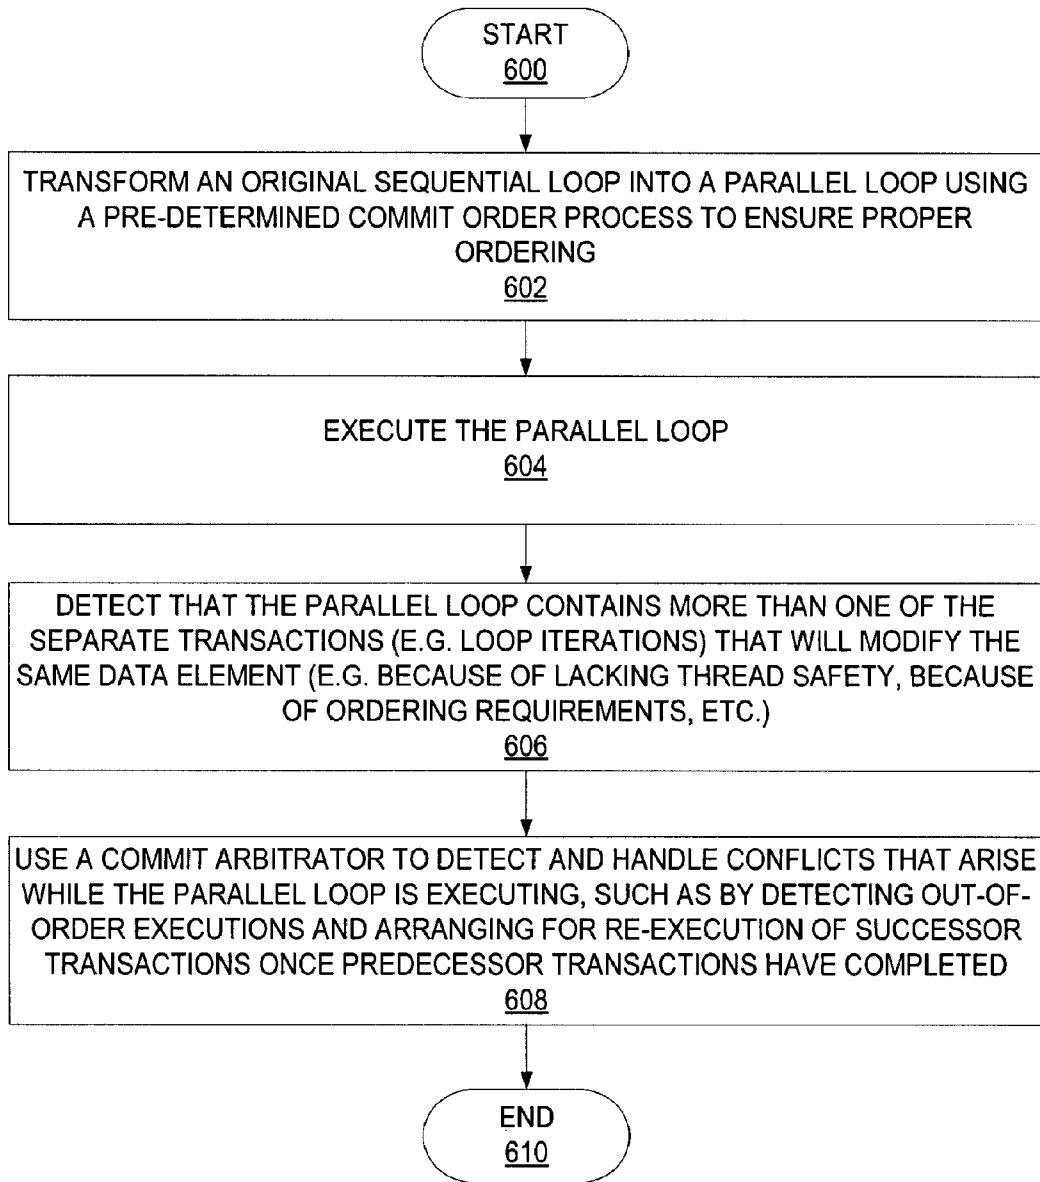 START
600
TRANSFORM AN ORIGINAL SEQUENTIAL LOOP INTO A PARALLEL LOOP USING
A PRE-DETERMINED COMMIT ORDER PROCESS TO ENSURE PROPER
ORDERING
602
EXECUTE THE PARALLEL LOOP
604
DETECT THAT THE PARALLEL LOOP CONTAINS MORE THAN ONE OF THE
SEPARATE TRANSACTIONS (E.G. LOOP ITERATIONS) THAT WILL MODIFY THE
SAME DATA ELEMENT (E.G. BECAUSE OF LACKING THREAD SAFETY, BECAUSE
OF ORDERING REQUIREMENTS, ETC.)
606
USE A COMMIT ARBITRATOR TO DETECT AND HANDLE CONFLICTS THAT ARISE
WHILE THE PARALLEL LOOP IS EXECUTING, SUCH AS BY DETECTING OUT-OF-
ORDER EXECUTIONS AND ARRANGING FOR RE-EXECUTION OF SUCCESSOR
TRANSACTIONS ONCE PREDECESSOR TRANSACTIONS HAVE COMPLETED
608
END
610